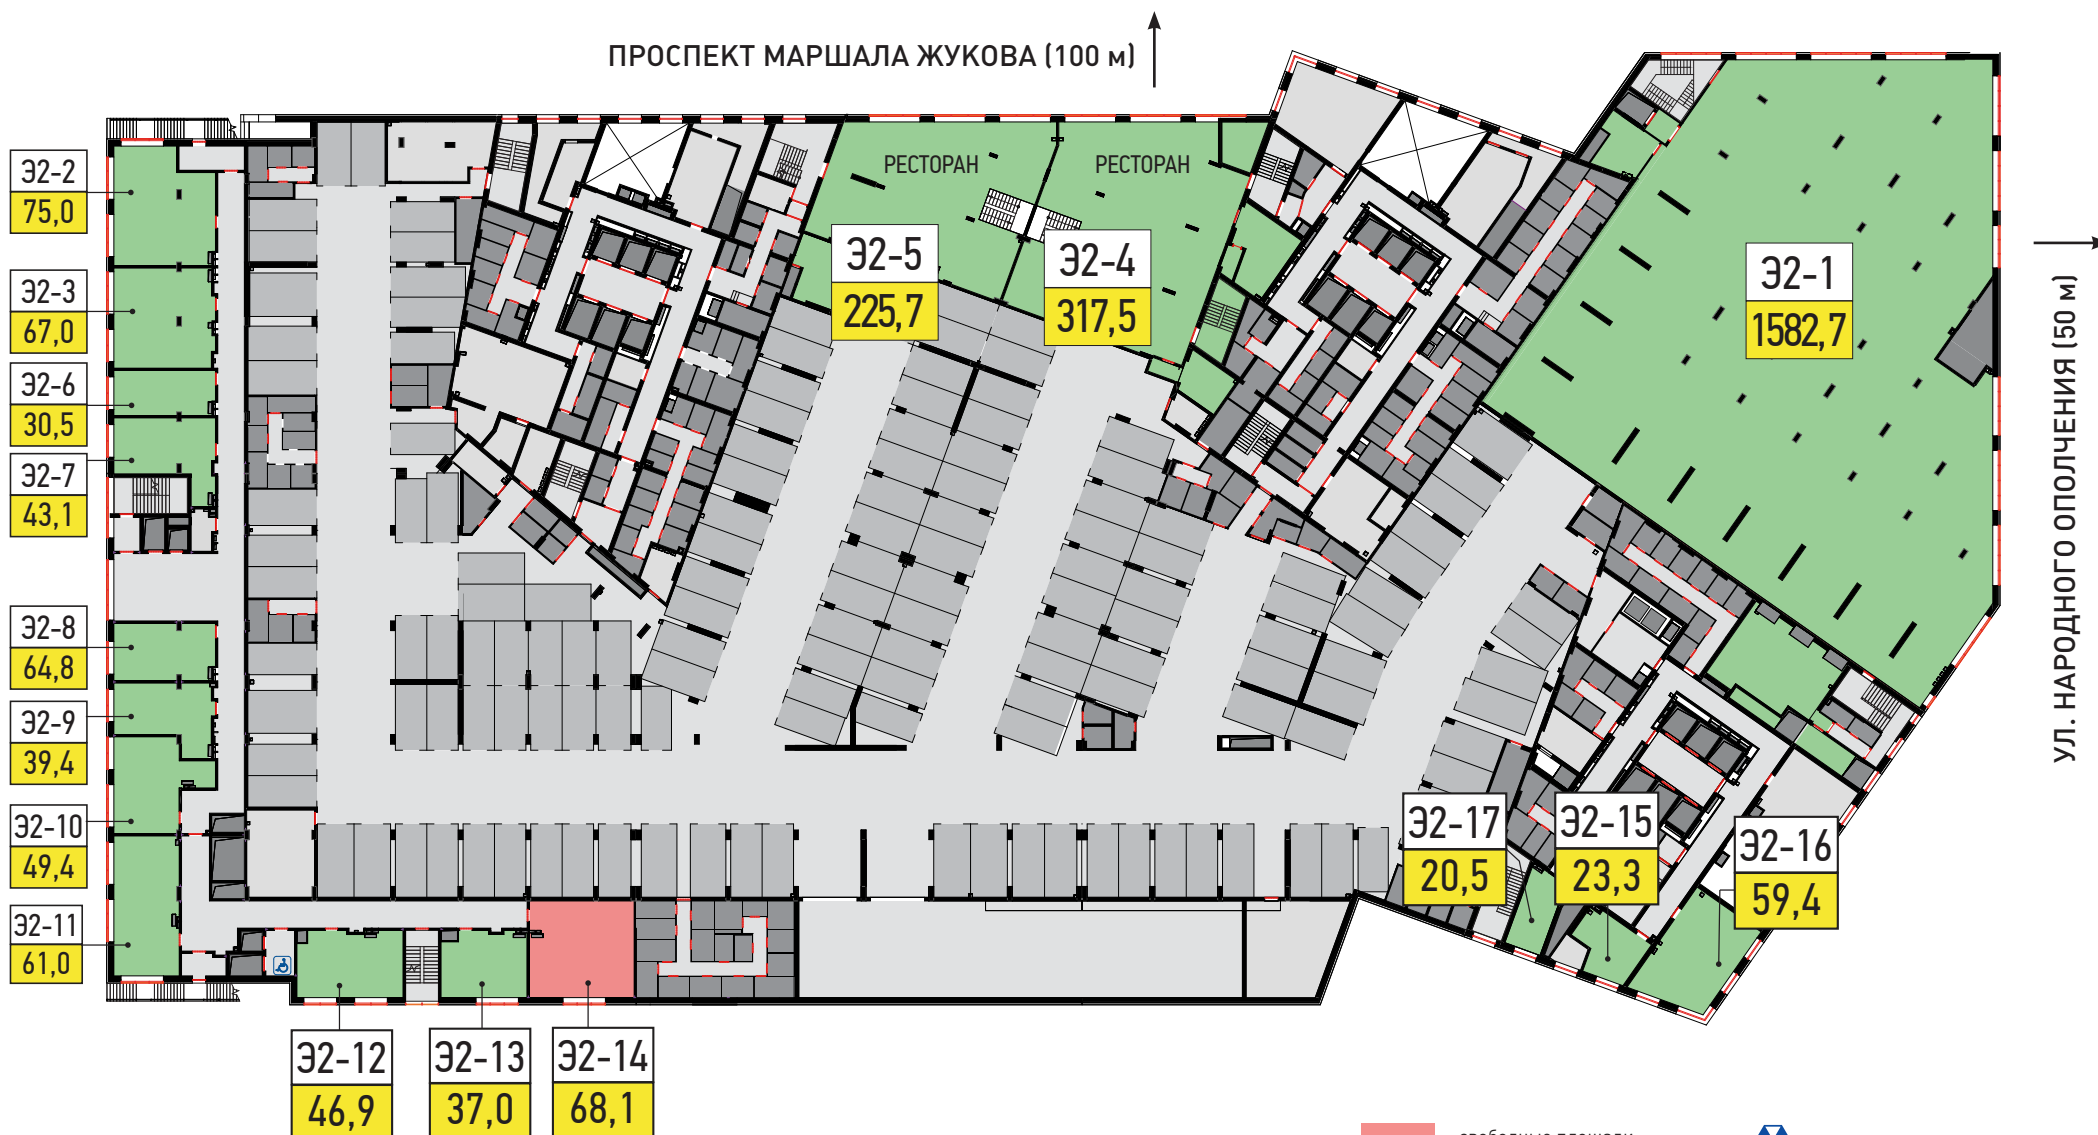 ПРОСПЕКТ МАРШАЛА ЖУКОВА (100 м)
РЕСТОРАН
РЕСТОРАН
Э2-2
75,0
Э2-3
67,0
Э2-6
30,5
Э2-7
43,1
Э2-8
64,8
Э2-9
39,4
Э2-10
49,4
Э2-11
61,0
Э2-5
225,7
Э2-4
317,5
Э2-1
1582,7
УЛ. НАРОДНОГО ОПОЛЧЕНИЯ (50 м)
Э2-17
20,5
Э2-15
23,3
Э2-16
59,4
Э2-12
46,9
Э2-13
37,0
Э2-14
68,1
свободные площади